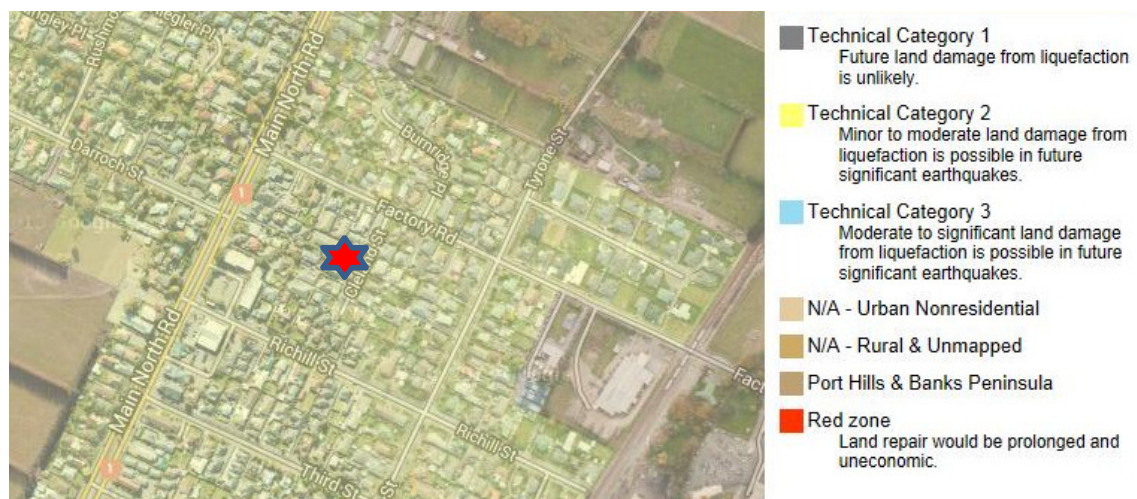 Rushm
Main North Rd
Darroch St
Burnridge
Tyrone St
Factory Rd
1
Richill St
Main North Rd
Richill St
Third St
1
Technical Category 1
Future land damage from liquefaction
is unlikely.
Technical Category 2
Minor to moderate land damage from
liquefaction is possible in future
significant earthquakes.
Technical Category 3
Moderate to significant land damage
from liquefaction is possible in future
significant earthquakes.
N/A - Urban Nonresidential
N/A - Rural & Unmapped
Port Hills & Banks Peninsula
Red zone
Land repair would be prolonged and
uneconomic.